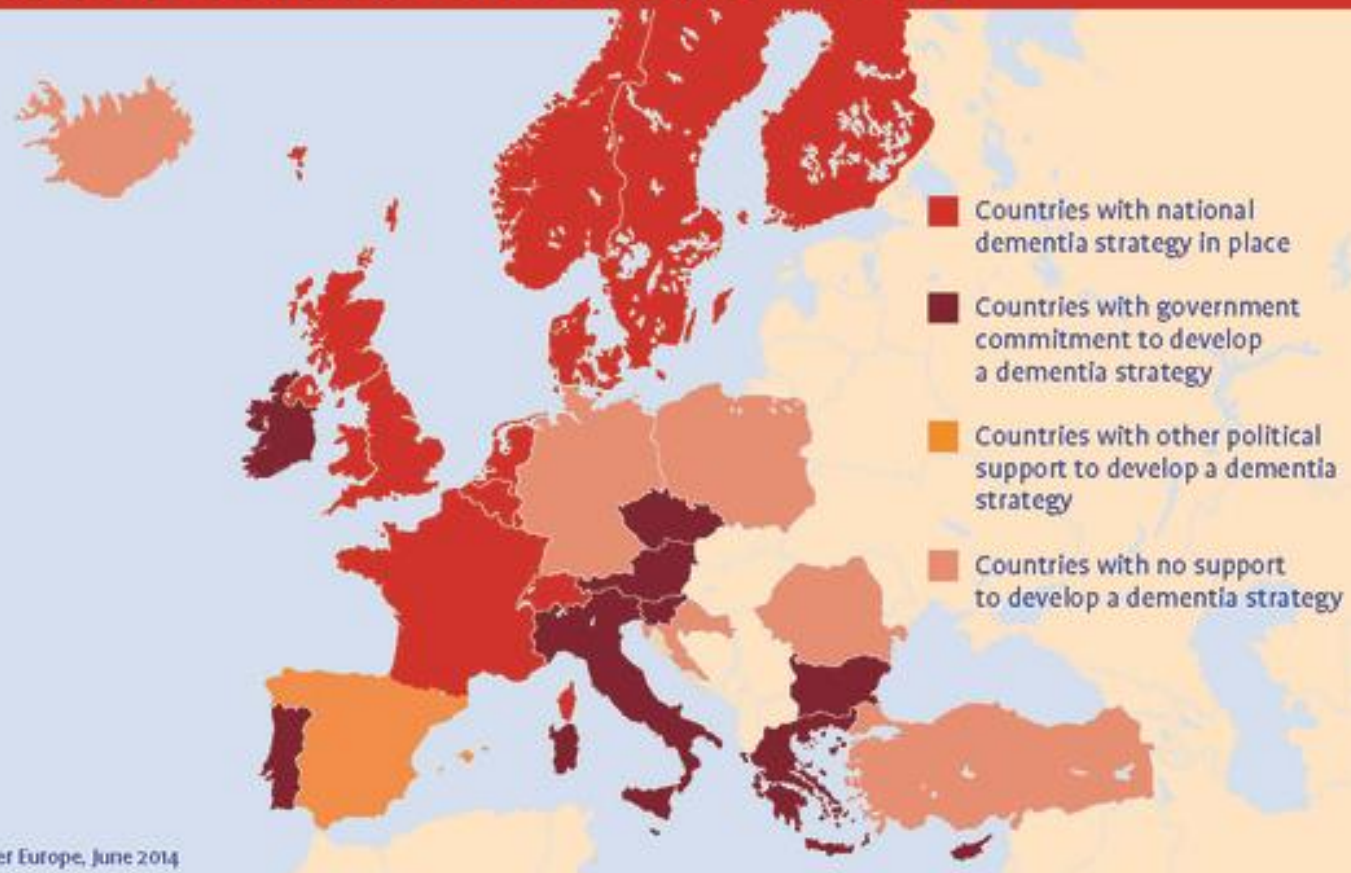 Countries with national
dementia strategy in place
Countries with government
commitment to develop
a dementia strategy
Countries with other political
support to develop a dementia
strategy
Countries with no support
to develop a dementia strategy
Europe, June 2014